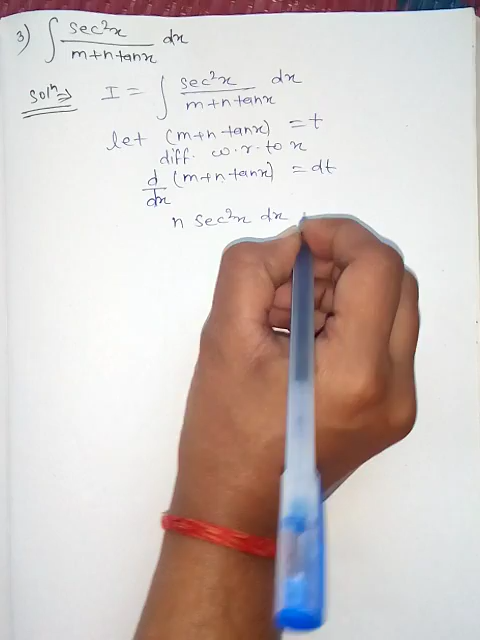 3) ∫ sec²x / m+n tanx dx
Solⁿ ⇒ I = ∫ sec²x / m+n tanx dx
let (m+n tanx) = t
diff. w.r. to x
d/dx (m+n tanx) = dt
n sec²x dx